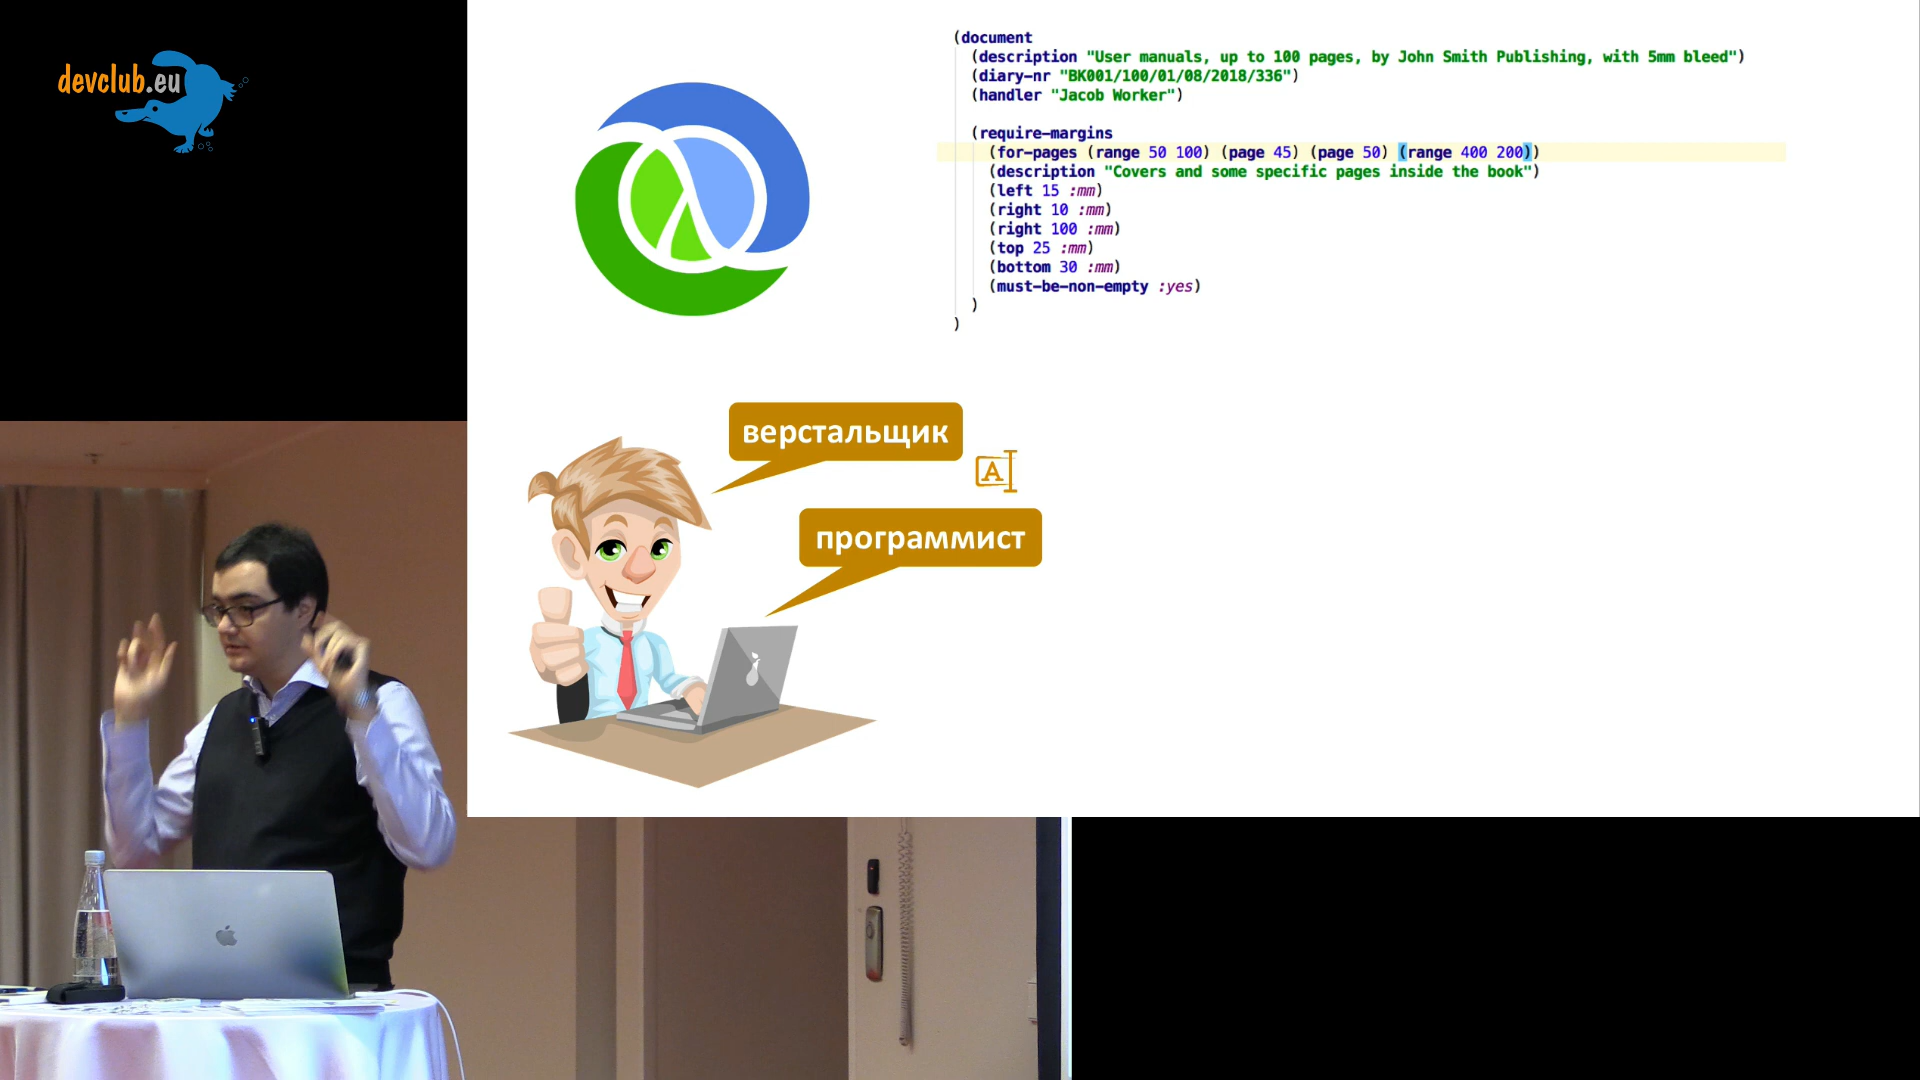 devclub.eu
(document
(description "User manuals, up to 100 pages, by John Smith Publishing, with 5mm bleed")
(diary-nr "BK001/100/01/08/2018/336")
(handler "Jacob Worker")
(require-margins
(for-pages (range 50 100) (page 45) (page 50) (range 400 200))
(description "Covers and some specific pages inside the book")
(left 15 :mm)
(right 10 :mm)
(right 100 :mm)
(top 25 :mm)
(bottom 30 :mm)
(must-be-non-empty :yes)
)
)
верстальщик
A
программист